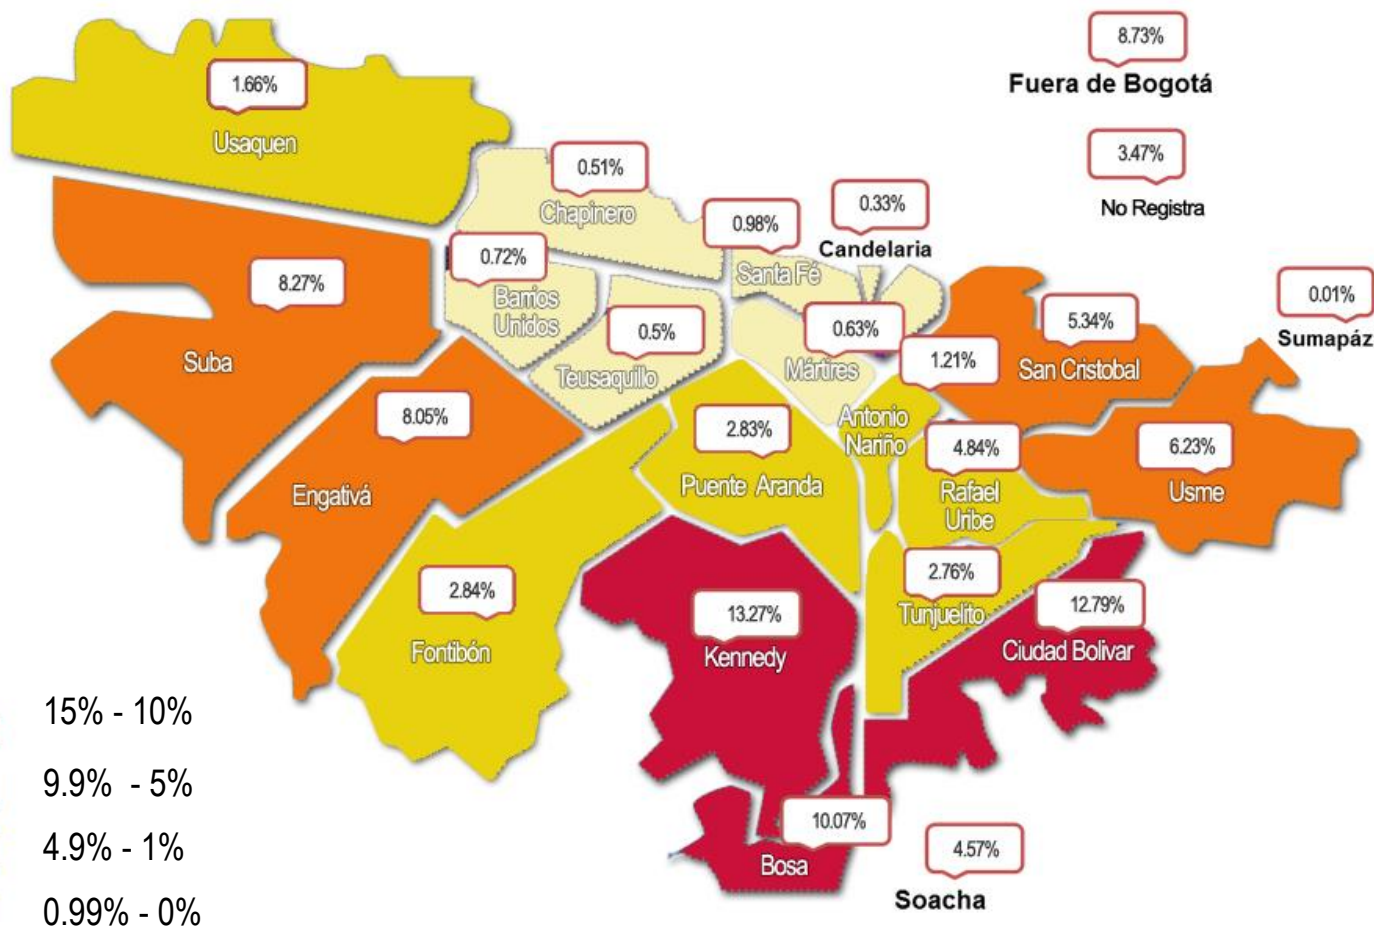 8.73%
Fuera de Bogotá
3.47%
No Registra
1.66%
Usaquen
0.51%
Chapinero
0.98%
Santa Fé
0.33%
Candelaria
0.01%
Sumapáz
0.72%
Barrios
Unidos
8.27%
Suba
0.5%
Teusaquillo
0.63%
Mártires
5.34%
San Cristobal
1.21%
Antonio
Nariño
8.05%
Engativá
2.83%
Puente Aranda
4.84%
Rafael
Uribe
6.23%
Usme
2.84%
Fontibón
2.76%
Tunjuelito
13.27%
Kennedy
12.79%
Ciudad Bolivar
10.07%
Bosa
4.57%
Soacha
15% - 10%
9.9% - 5%
4.9% - 1%
0.99% - 0%